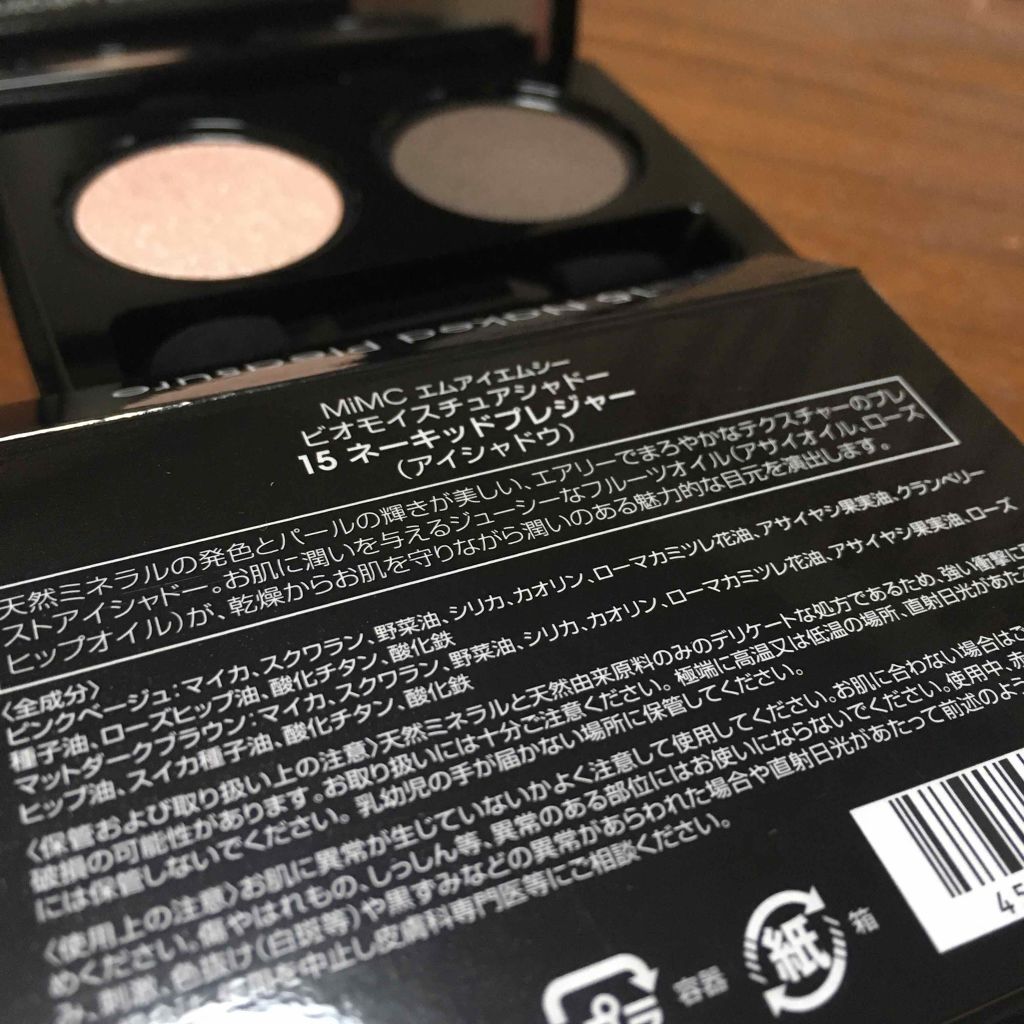 15 Naked Pleasure
MiMC エムアイエムシー
ビオモイスチュアシャドー
15 ネーキッドプレジャー
(アイシャドウ)
天然ミネラルの発色とパールの輝きが美しい、エアリーでまろやかなテクスチャーのプレ
ストアイシャドー。お肌に潤いを与えるジューシーなフルーツオイル(アサイオイル、ローズ
ヒップオイル)が、乾燥からお肌を守りながら潤いのある魅力的な目元を演出します。
〈全成分〉
ピンクベージュ:マイカ、スクワラン、野菜油、シリカ、カオリン、ローマカミツレ花油、アサイヤシ果実油、クランベリー
種子油、ローズヒップ油、酸化チタン、酸化鉄
マットダークブラウン:マイカ、スクワラン、野菜油、シリカ、カオリン、ローマカミツレ花油、アサイヤシ果実油、ローズ
ヒップ油、スイカ種子油、酸化チタン、酸化鉄
〈保管および取り扱い上の注意〉天然ミネラルと天然由来原料のみのデリケートな処方であるため、強い衝撃に
破損の可能性があります。お取り扱いには十分ご注意ください。極端に高温又は低温の場所、直射日光があた
には保管しないでください。乳幼児の手が届かない場所に保管してください。
〈使用上の注意〉お肌に異常が生じていないかよく注意して使用してください。お肌に合わない場合はご
めください。傷やはれもの、しっしん等、異常のある部位にはお使いにならないでください。使用中、赤
み、刺激、色抜け(白斑等)や黒ずみなどの異常があらわれた場合や直射日光があたって前述のよう
を中止し皮膚科専門医等にご相談ください。
容器
紙
箱
45